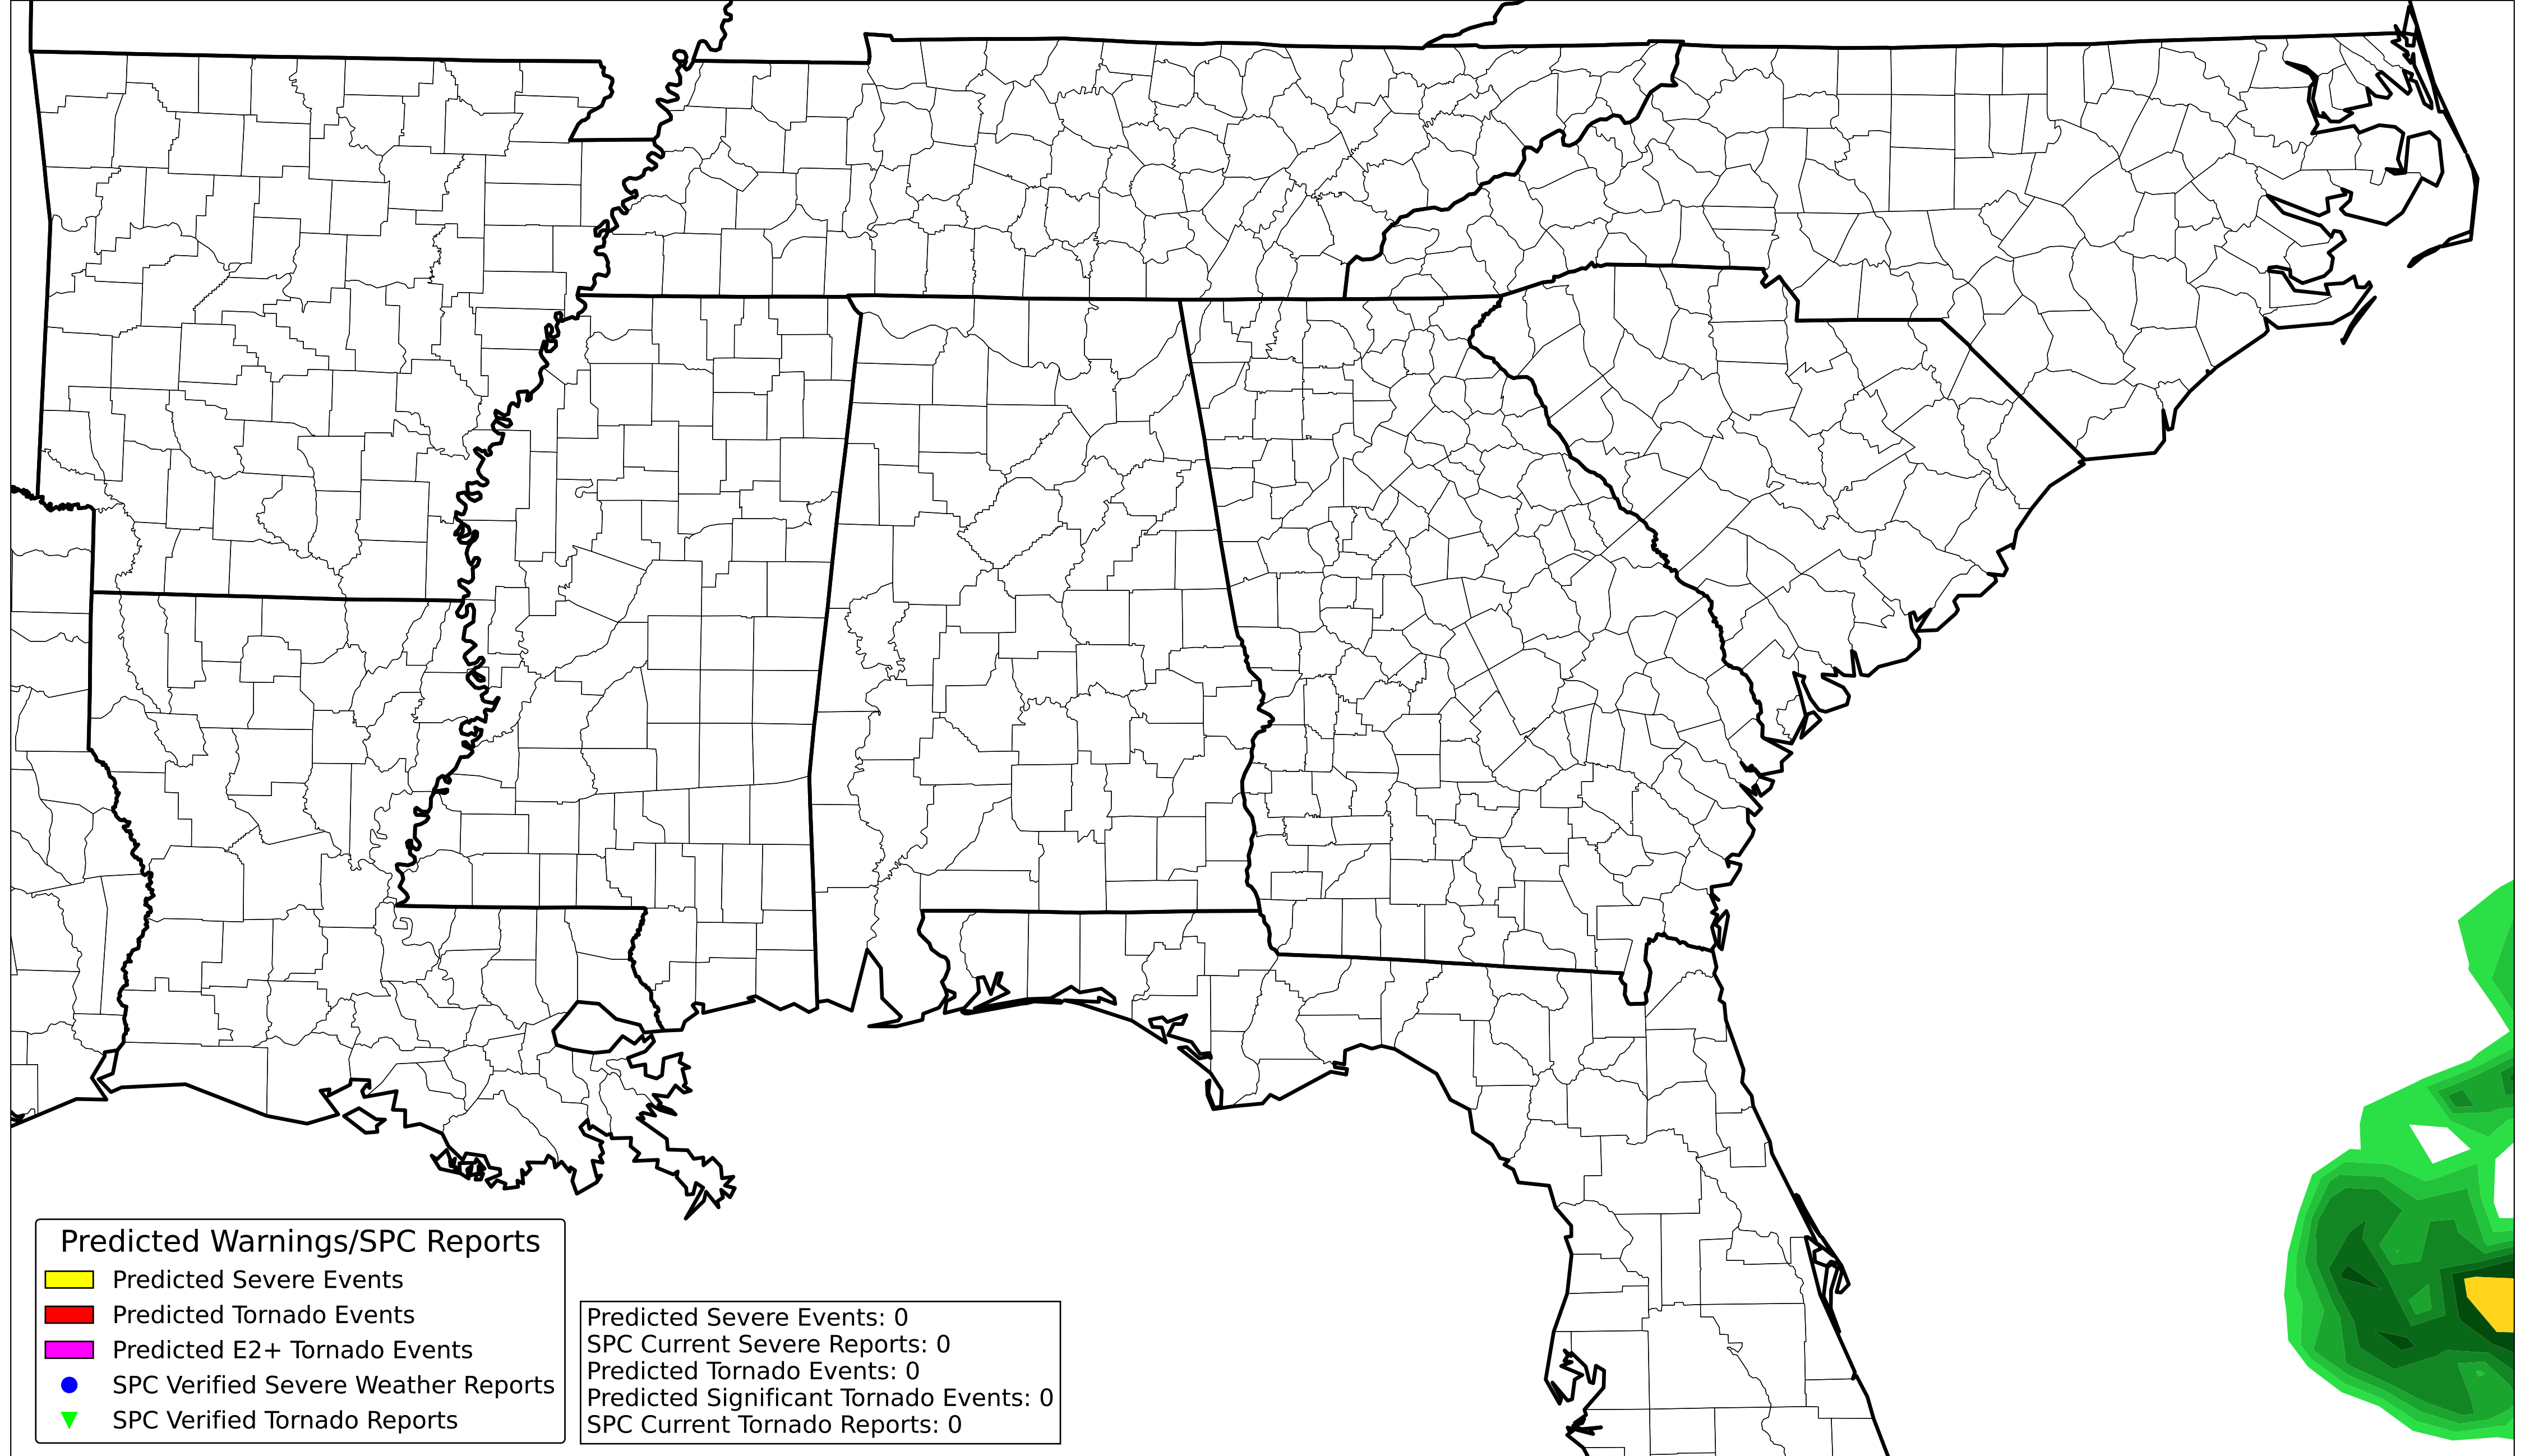 Predicted Warnings/SPC Reports
Predicted Severe Events
Predicted Tornado Events
Predicted E2+ Tornado Events
SPC Verified Severe Weather Reports
SPC Verified Tornado Reports
Predicted Severe Events: 0
SPC Current Severe Reports: 0
Predicted Tornado Events: 0
Predicted Significant Tornado Events: 0
SPC Current Tornado Reports: 0